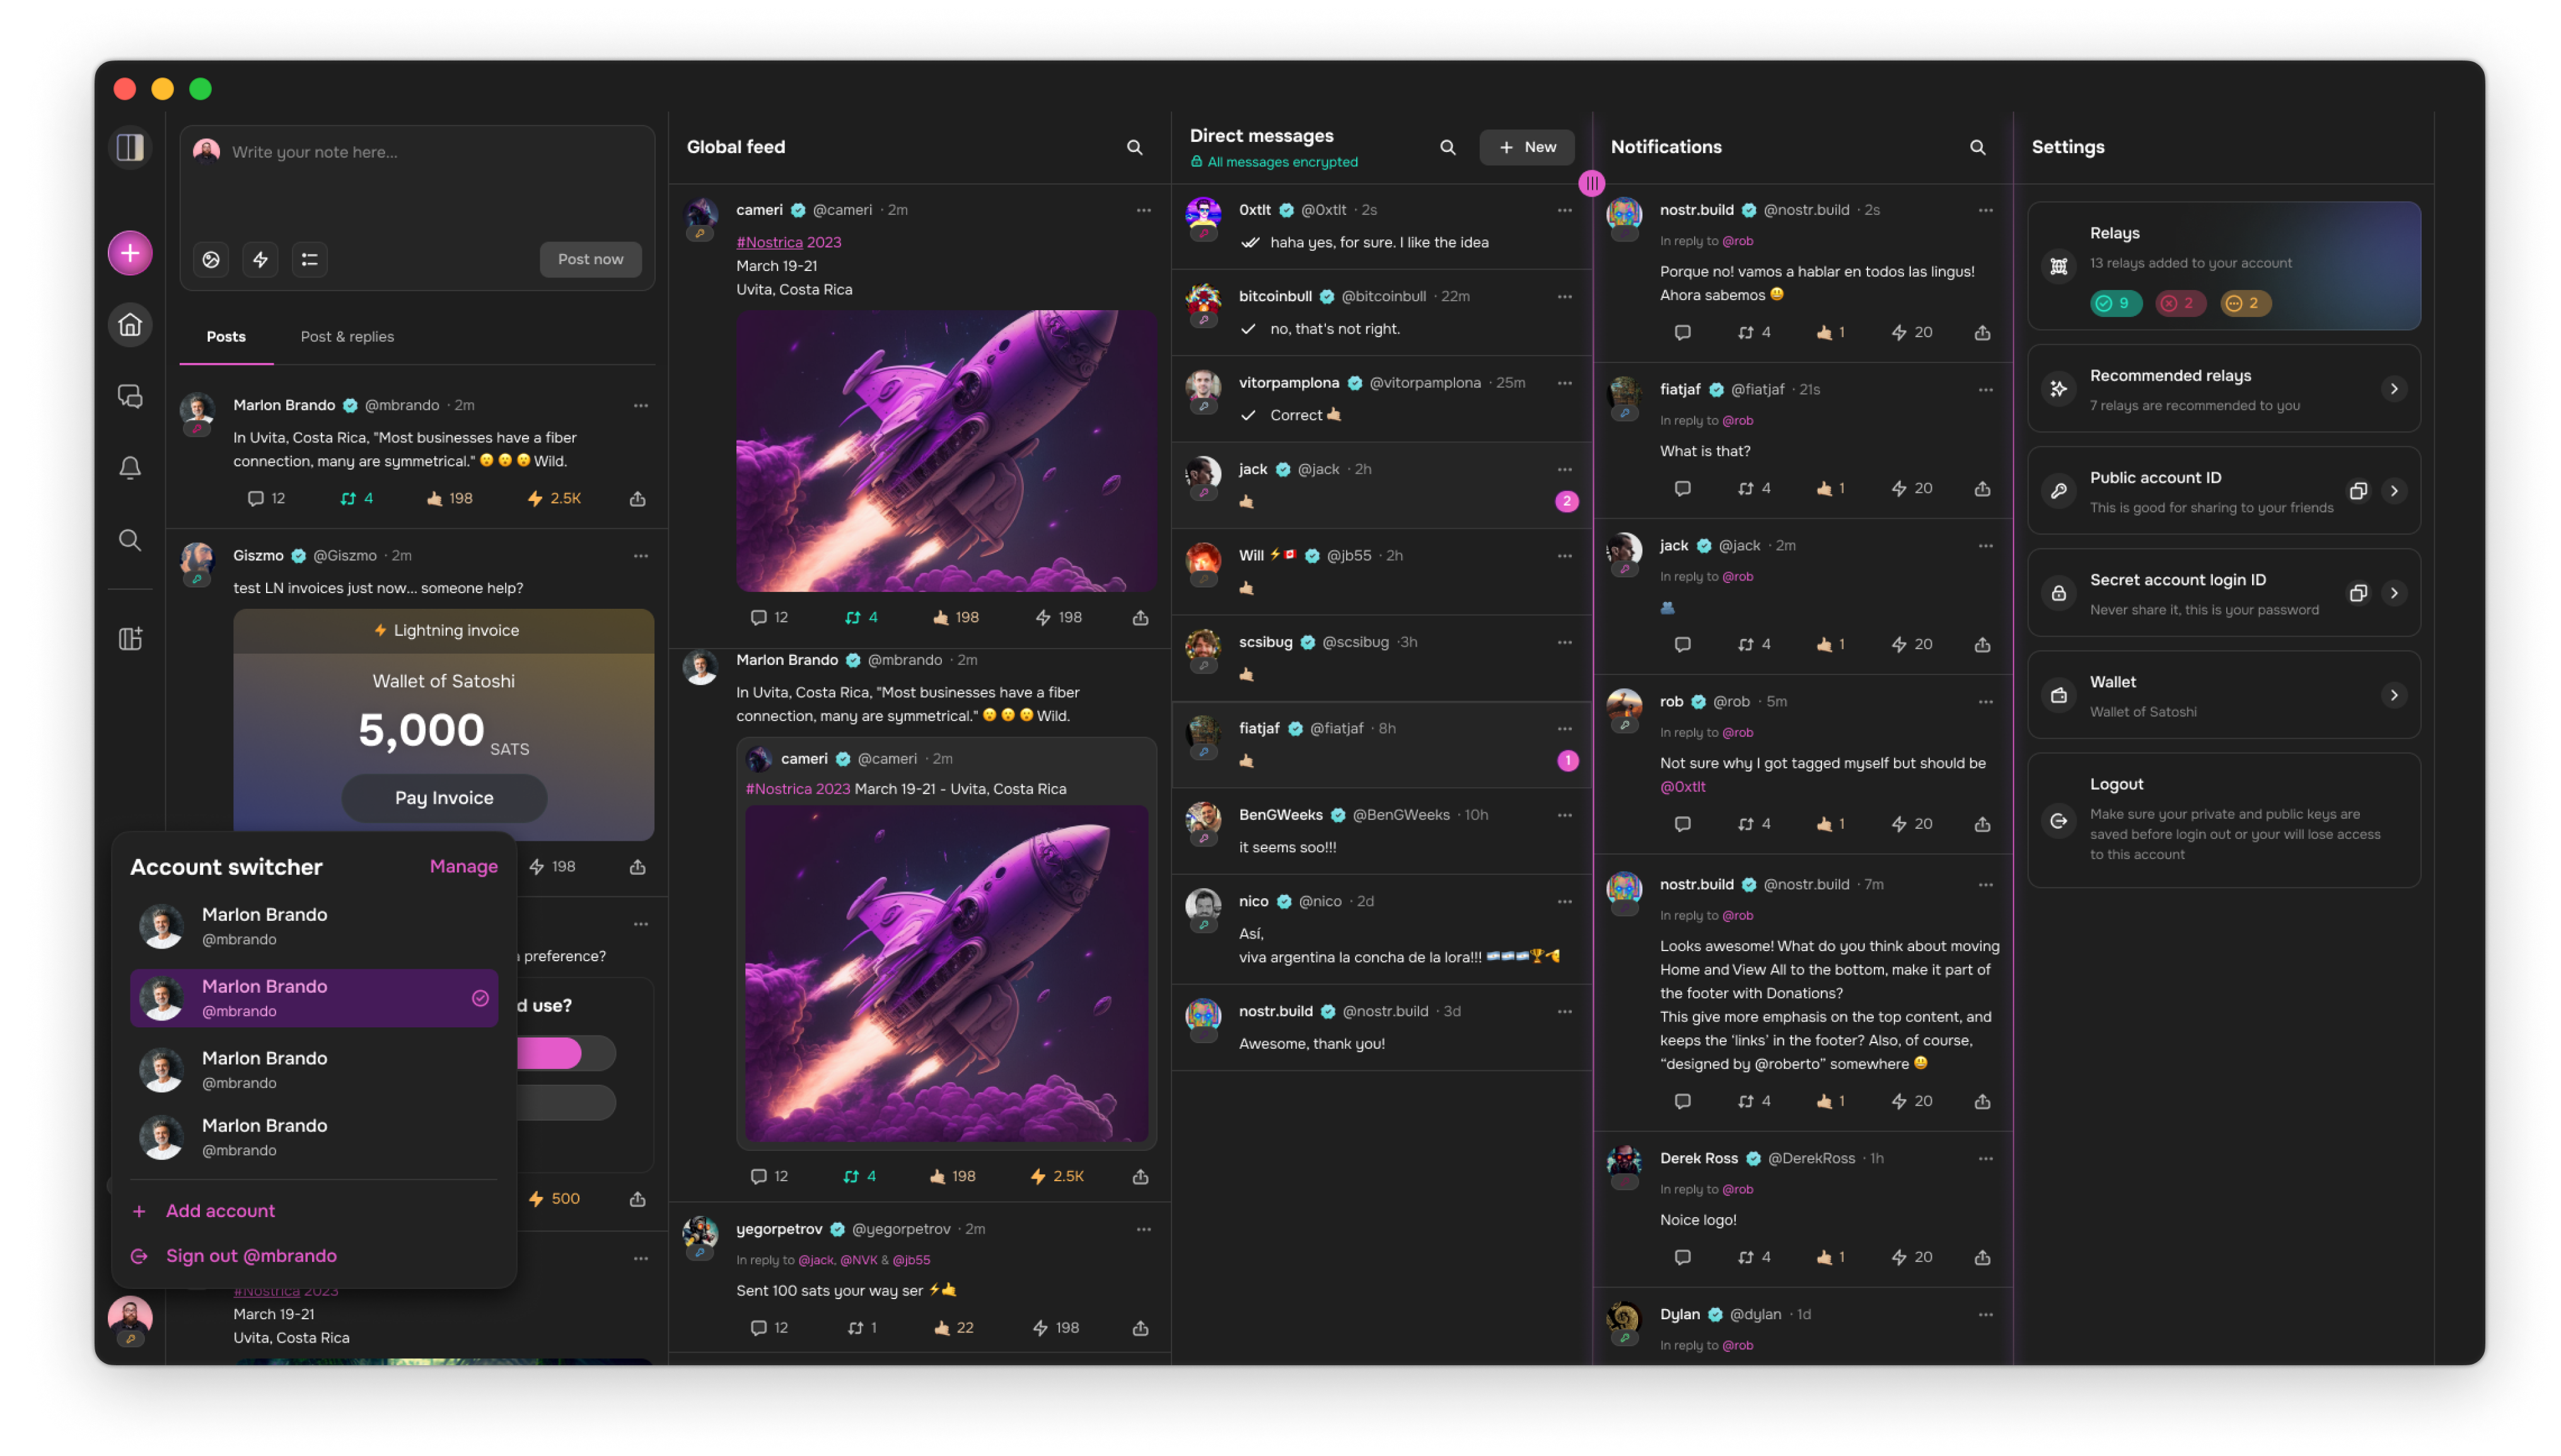 Write your note here...
Post now
Posts
Post & replies
Marlon Brando @mbrando · 2m
In Uvita, Costa Rica, "Most businesses have a fiber
connection, many are symmetrical." 😮 😮 😮 Wild.
12 4 198 2.5K
Giszmo @Giszmo · 2m
test LN invoices just now... someone help?
Lightning invoice
Wallet of Satoshi
5,000 SATS
Pay Invoice
198
preference?
d use?
500
#Nostrica 2023
March 19-21
Uvita, Costa Rica
Account switcher
Manage
Marlon Brando
@mbrando
Marlon Brando
@mbrando
Marlon Brando
@mbrando
Marlon Brando
@mbrando
+ Add account
Sign out @mbrando
Global feed
cameri @cameri · 2m
#Nostrica 2023
March 19-21
Uvita, Costa Rica
12 4 198 198
Marlon Brando @mbrando · 2m
In Uvita, Costa Rica, "Most businesses have a fiber
connection, many are symmetrical." 😮 😮 😮 Wild.
cameri @cameri · 2m
#Nostrica 2023 March 19-21 - Uvita, Costa Rica
12 4 198 2.5K
yegorpetrov @yegorpetrov · 2m
In reply to @jack, @NVK & @jb55
Sent 100 sats your way ser ⚡🤙
12 1 22 198
Direct messages
All messages encrypted
+ New
0xtlt @0xtlt · 2s
haha yes, for sure. I like the idea
bitcoinbull @bitcoinbull · 22m
no, that's not right.
vitorpamplona @vitorpamplona · 25m
Correct 🤙🏼
jack @jack · 2h
🤙🏼 2
Will ⚡🇨🇦 @jb55 · 2h
🤙🏼
scsibug @scsibug ·3h
🤙🏼
fiatjaf @fiatjaf · 8h
🤙🏼 1
BenGWeeks @BenGWeeks · 10h
it seems soo!!!
nico @nico · 2d
Así,
viva argentina la concha de la lora!!! 🇦🇷🇦🇷🇦🇷🏆🎺
nostr.build @nostr.build · 3d
Awesome, thank you!
Notifications
nostr.build @nostr.build · 2s
In reply to @rob
Porque no! vamos a hablar en todos las lingus!
Ahora sabemos 😃
4 1 20
fiatjaf @fiatjaf · 21s
In reply to @rob
What is that?
4 1 20
jack @jack · 2m
In reply to @rob
🫂
4 1 20
rob @rob · 5m
In reply to @rob
Not sure why I got tagged myself but should be
@0xtlt
4 1 20
nostr.build @nostr.build · 7m
In reply to @rob
Looks awesome! What do you think about moving
Home and View All to the bottom, make it part of
the footer with Donations?
This give more emphasis on the top content, and
keeps the ‘links’ in the footer? Also, of course,
“designed by @roberto” somewhere 😃
4 1 20
Derek Ross @DerekRoss · 1h
In reply to @rob
Noice logo!
4 1 20
Dylan @dylan · 1d
In reply to @rob
Settings
Relays
13 relays added to your account
9 2 2
Recommended relays
7 relays are recommended to you
Public account ID
This is good for sharing to your friends
Secret account login ID
Never share it, this is your password
Wallet
Wallet of Satoshi
Logout
Make sure your private and public keys are
saved before login out or your will lose access
to this account